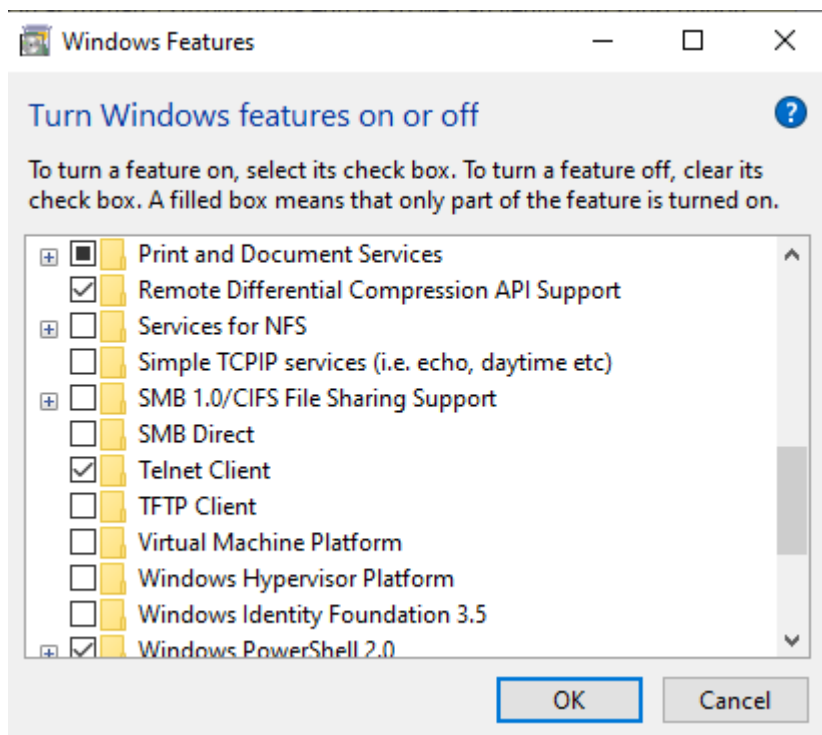 Windows Features
Turn Windows features on or off
To turn a feature on, select its check box. To turn a feature off, clear its
check box. A filled box means that only part of the feature is turned on.
Print and Document Services
Remote Differential Compression API Support
Services for NFS
Simple TCPIP services (i.e. echo, daytime etc)
SMB 1.0/CIFS File Sharing Support
SMB Direct
Telnet Client
TFTP Client
Virtual Machine Platform
Windows Hypervisor Platform
Windows Identity Foundation 3.5
Windows PowerShell 2.0
OK Cancel